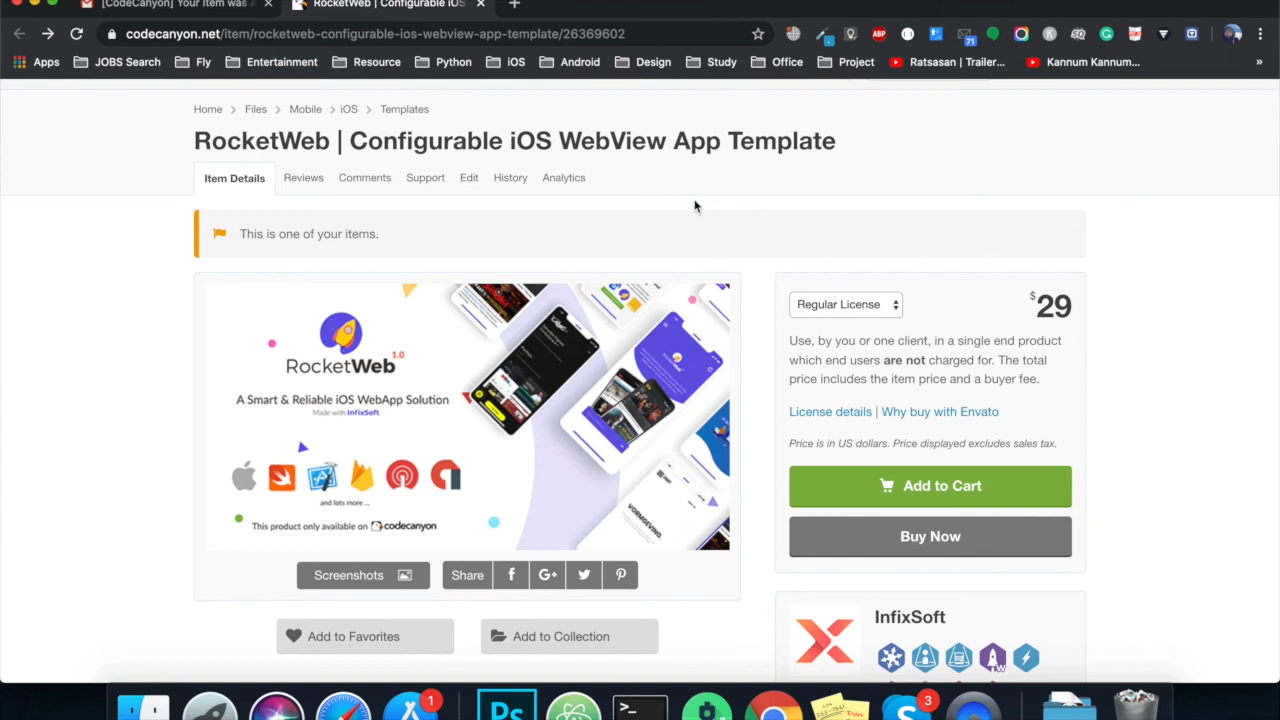 [CodeCanyon] Your item was
RocketWeb | Configurable iOS
codecanyon.net/item/rocketweb-configurable-ios-webview-app-template/26369602
ABP
71
Apps JOBS Search Fly Entertainment Resource Python iOS Android Design Study Office Project Ratsasan | Trailer... Kannum Kannum... »
Home Files Mobile iOS Templates
RocketWeb | Configurable iOS WebView App Template
Item Details Reviews Comments Support Edit History Analytics
This is one of your items.
RocketWeb 1.0
A Smart & Reliable iOS WebApp Solution
Made with InfixSoft
and lots more ...
This product only available on codecanyon
VORMGEVING.
Screenshots Share f G+
Add to Favorites Add to Collection
Regular License $29
Use, by you or one client, in a single end product
which end users are not charged for. The total
price includes the item price and a buyer fee.
License details | Why buy with Envato
Price is in US dollars. Price displayed excludes sales tax.
Add to Cart
Buy Now
InfixSoft
1
Ps
>_
3